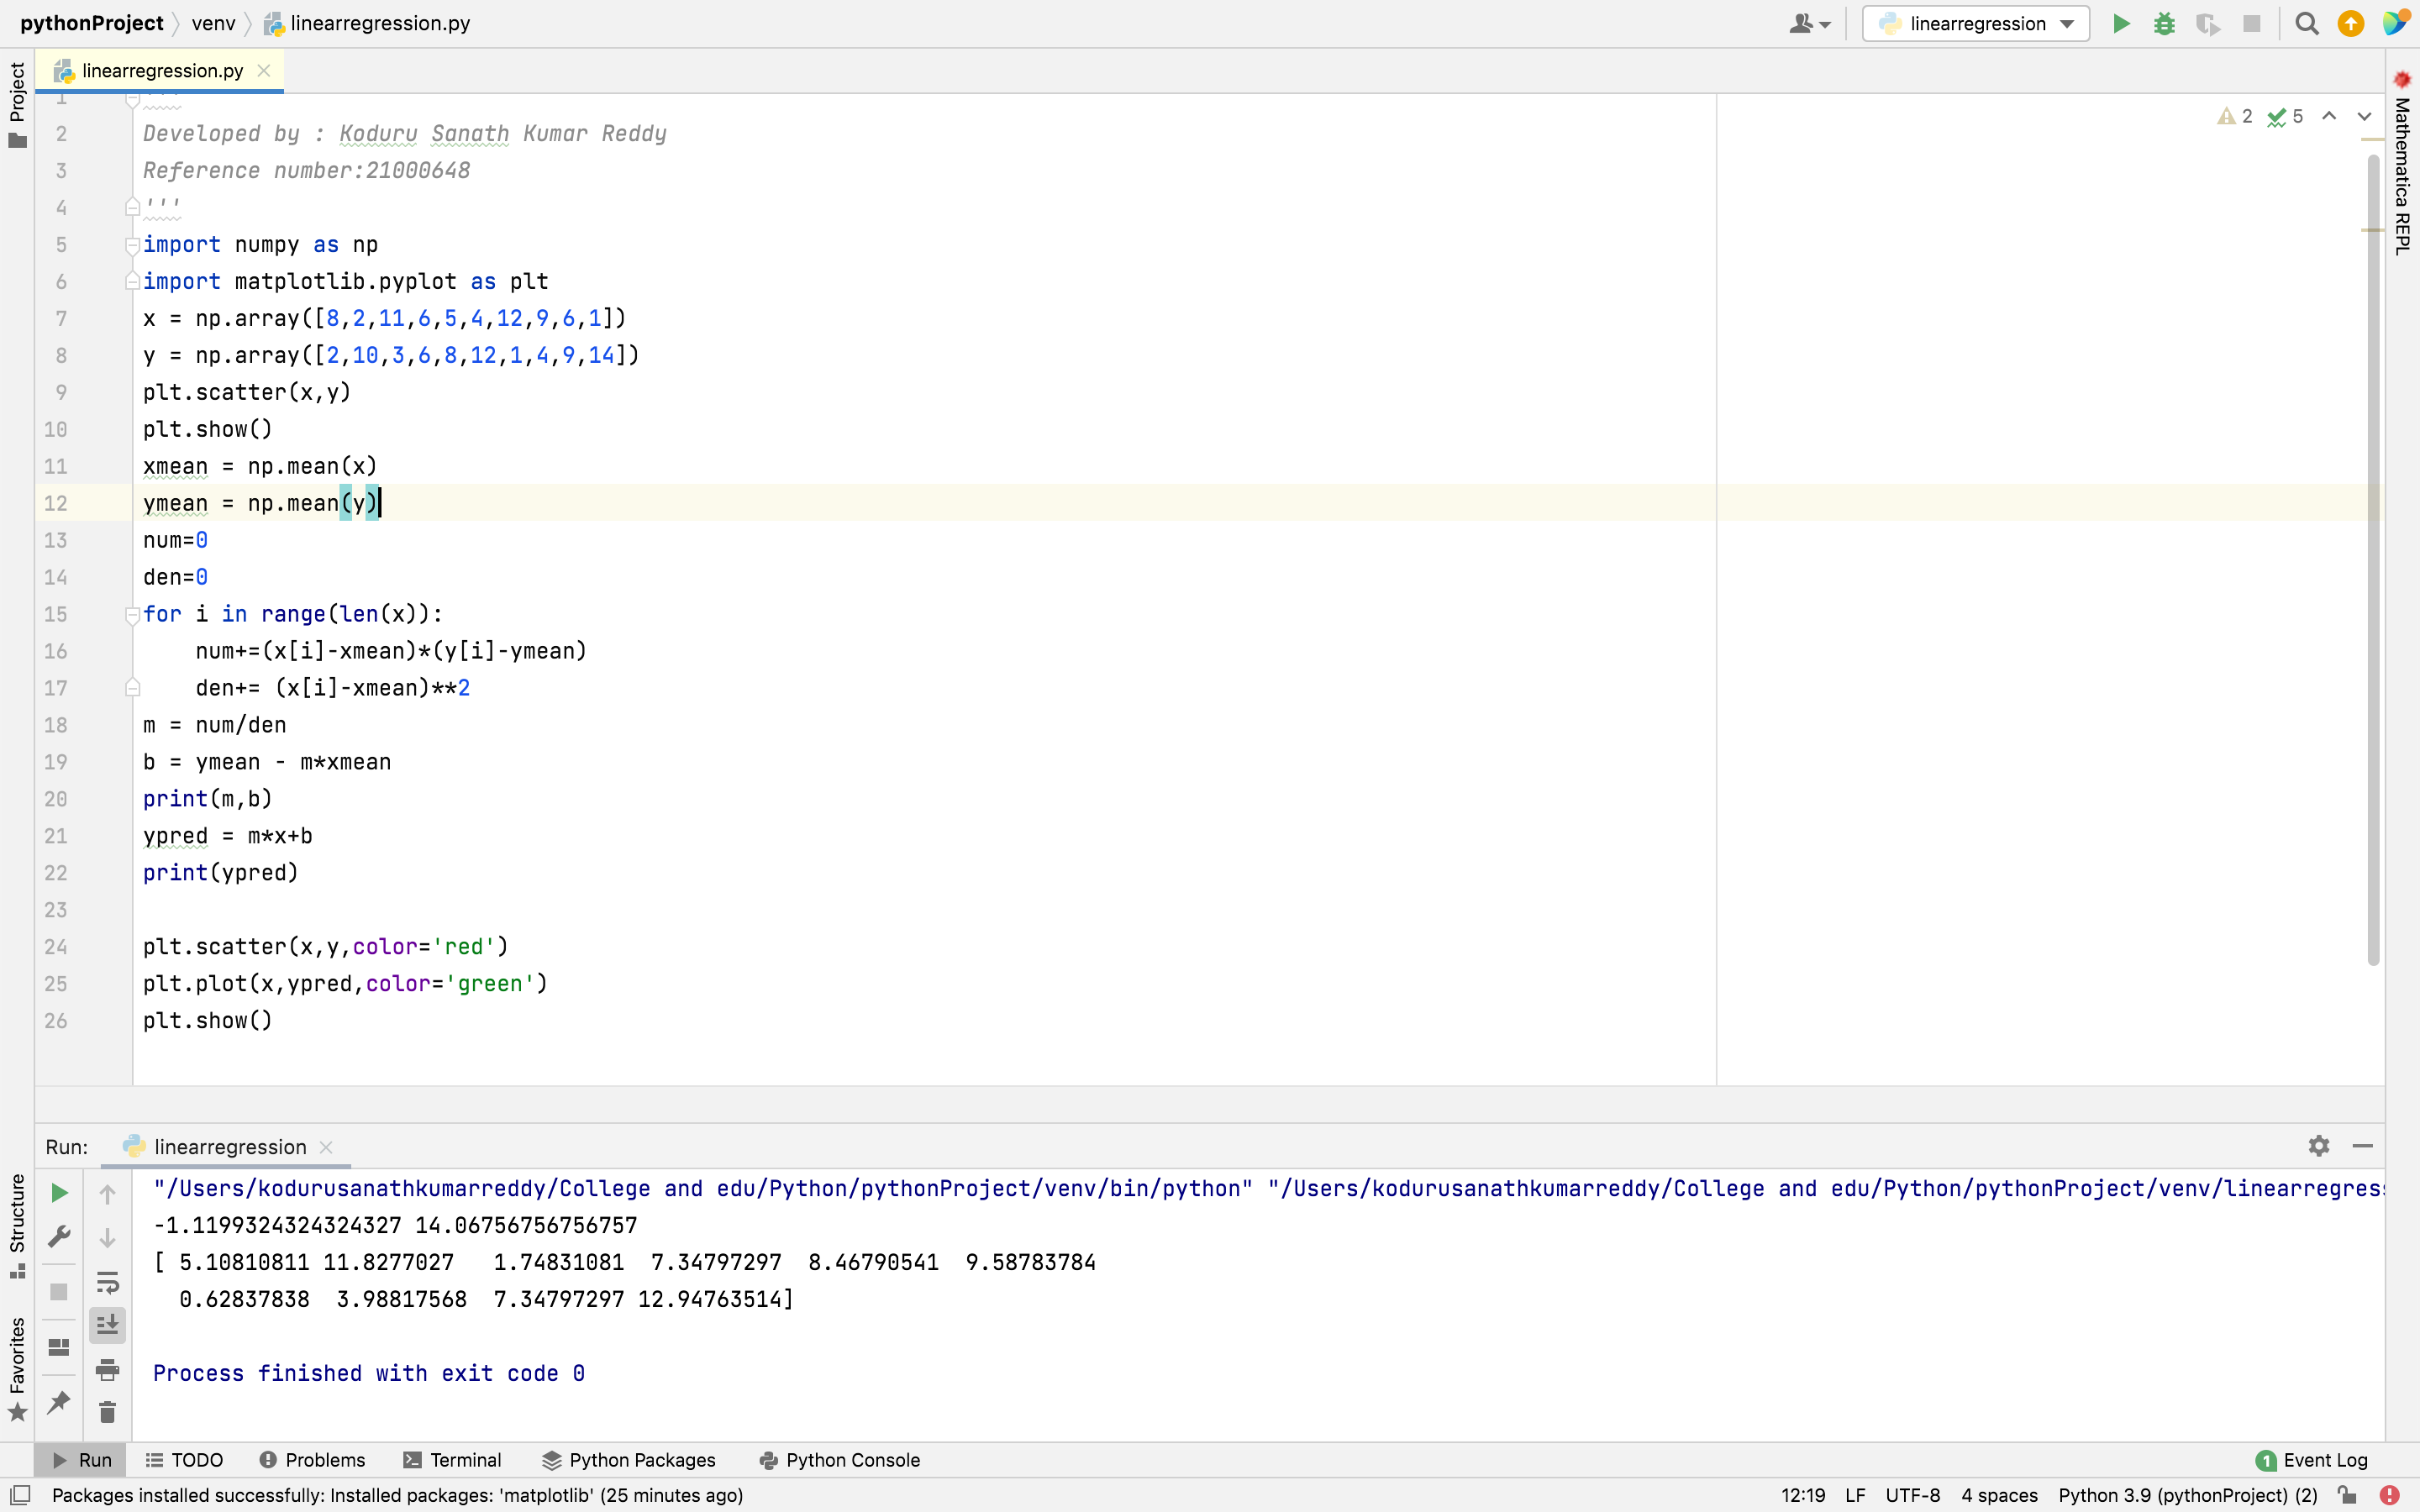 pythonProject venv linearregression.py
linearregression
linearregression.py
2 5
Project
Mathematica REPL
Structure
Favorites
1 '''
2 Developed by : Koduru Sanath Kumar Reddy
3 Reference number:21000648
4 '''
5 import numpy as np
6 import matplotlib.pyplot as plt
7 x = np.array([8,2,11,6,5,4,12,9,6,1])
8 y = np.array([2,10,3,6,8,12,1,4,9,14])
9 plt.scatter(x,y)
10 plt.show()
11 xmean = np.mean(x)
12 ymean = np.mean(y)
13 num=0
14 den=0
15 for i in range(len(x)):
16     num+=(x[i]-xmean)*(y[i]-ymean)
17     den+= (x[i]-xmean)**2
18 m = num/den
19 b = ymean - m*xmean
20 print(m,b)
21 ypred = m*x+b
22 print(ypred)
23
24 plt.scatter(x,y,color='red')
25 plt.plot(x,ypred,color='green')
26 plt.show()
Run: linearregression
"/Users/kodurusanathkumarreddy/College and edu/Python/pythonProject/venv/bin/python" "/Users/kodurusanathkumarreddy/College and edu/Python/pythonProject/venv/linearregres
-1.1199324324324327 14.06756756756757
[ 5.10810811 11.8277027   1.74831081  7.34797297  8.46790541  9.58783784
  0.62837838  3.98817568  7.34797297 12.94763514]
Process finished with exit code 0
Run TODO Problems Terminal Python Packages Python Console 1 Event Log
Packages installed successfully: Installed packages: 'matplotlib' (25 minutes ago) 12:19 LF UTF-8 4 spaces Python 3.9 (pythonProject) (2)